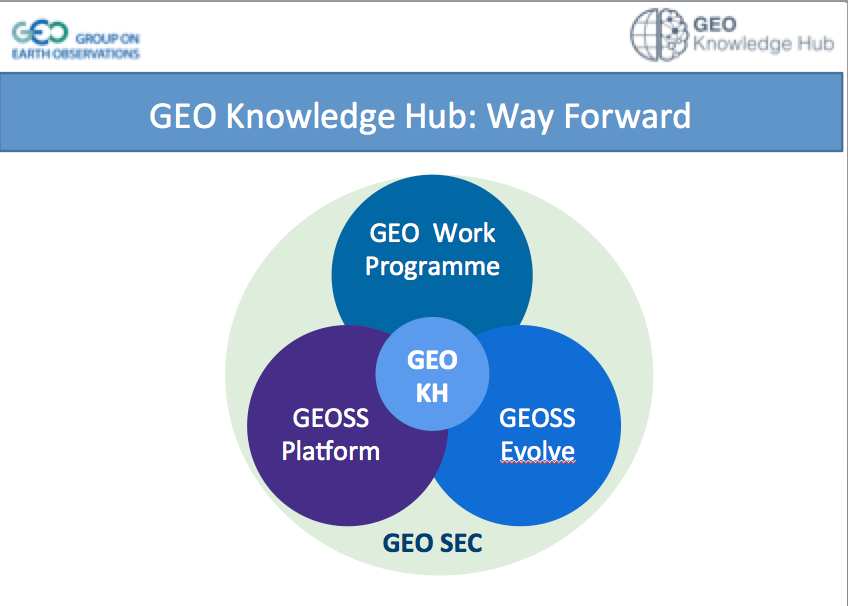 GEO GROUP ON
EARTH OBSERVATIONS
GEO
Knowledge Hub
GEO Knowledge Hub: Way Forward
GEO Work
Programme
GEO
KH
GEOSS
Platform
GEOSS
Evolve
GEO SEC